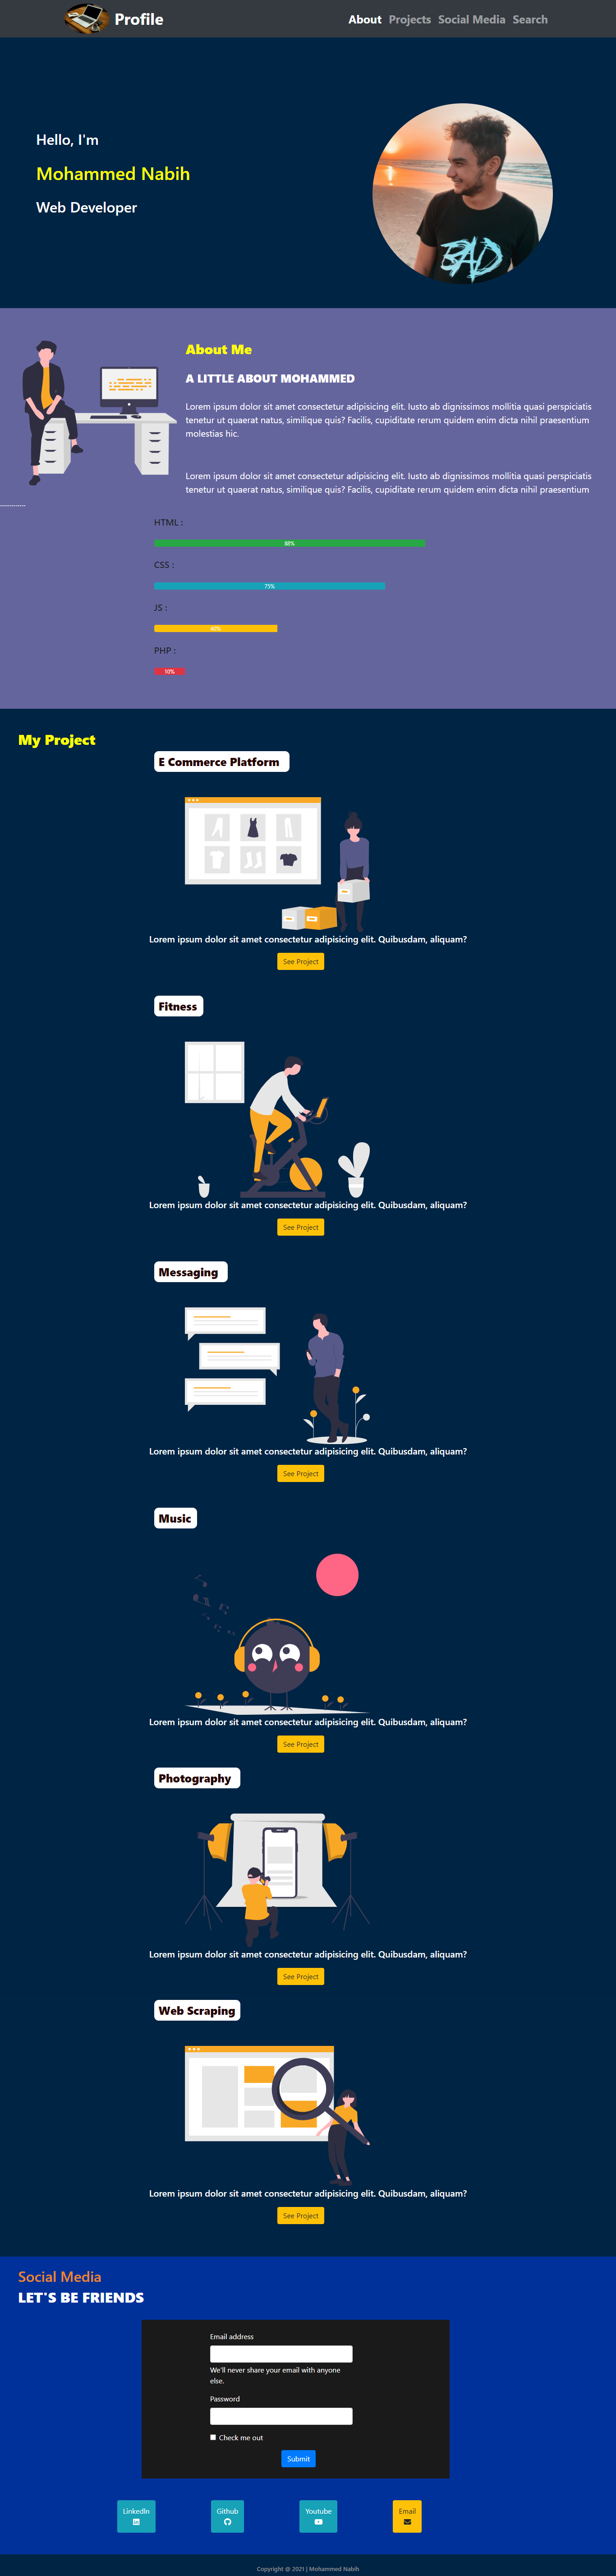 Profile
About Projects Social Media Search
Hello, I'm
Mohammed Nabih
Web Developer
BAD
About Me
A LITTLE ABOUT MOHAMMED
Lorem ipsum dolor sit amet consectetur adipisicing elit. Iusto ab dignissimos mollitia quasi perspiciatis
tenetur ut quaerat natus, similique quis? Facilis, cupiditate rerum quidem enim dicta nihil praesentium
molestias hic.
Lorem ipsum dolor sit amet consectetur adipisicing elit. Iusto ab dignissimos mollitia quasi perspiciatis
tenetur ut quaerat natus, similique quis? Facilis, cupiditate rerum quidem enim dicta nihil praesentium
HTML :
88%
CSS :
75%
JS :
40%
PHP :
10%
My Project
E Commerce Platform
Lorem ipsum dolor sit amet consectetur adipisicing elit. Quibusdam, aliquam?
See Project
Fitness
Lorem ipsum dolor sit amet consectetur adipisicing elit. Quibusdam, aliquam?
See Project
Messaging
Lorem ipsum dolor sit amet consectetur adipisicing elit. Quibusdam, aliquam?
See Project
Music
Lorem ipsum dolor sit amet consectetur adipisicing elit. Quibusdam, aliquam?
See Project
Photography
Lorem ipsum dolor sit amet consectetur adipisicing elit. Quibusdam, aliquam?
See Project
Web Scraping
Lorem ipsum dolor sit amet consectetur adipisicing elit. Quibusdam, aliquam?
See Project
Social Media
LET'S BE FRIENDS
Email address
We'll never share your email with anyone
else.
Password
Check me out
Submit
LinkedIn
Github
Youtube
Email
Copyright @ 2021 | Mohammed Nabih